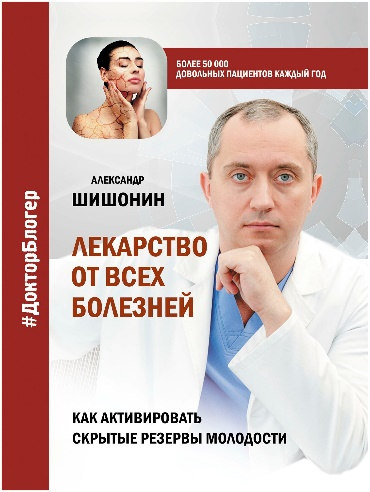 БОЛЕЕ 50 000
ДОВОЛЬНЫХ ПАЦИЕНТОВ КАЖДЫЙ ГОД
АЛЕКСАНДР
ШИШОНИН
ЛЕКАРСТВО
ОТ ВСЕХ
БОЛЕЗНЕЙ
#ДокторБлогер
КАК АКТИВИРОВАТЬ
СКРЫТЫЕ РЕЗЕРВЫ МОЛОДОСТИ